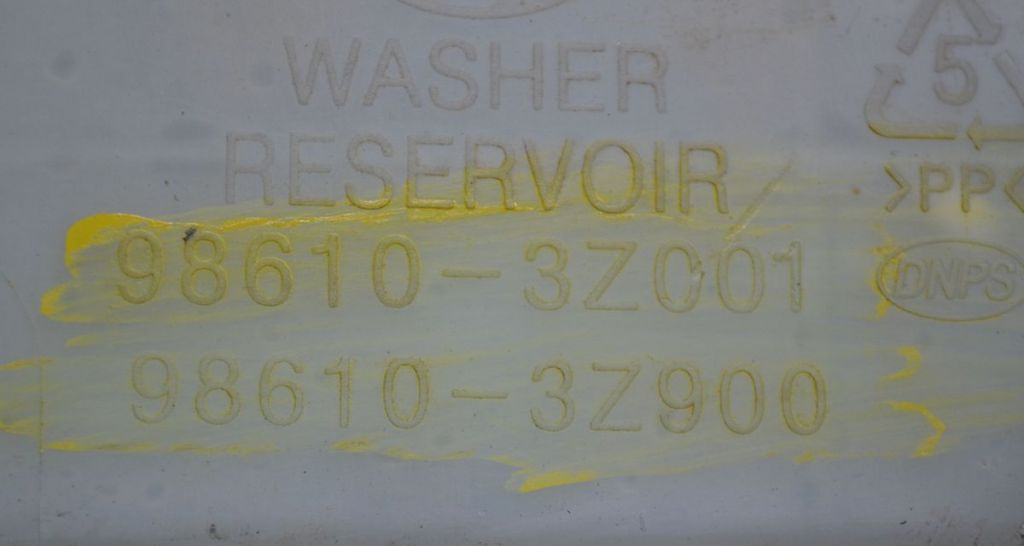 WASHER
RESERVOIR
98610-3Z001
98610-3Z900
5
>PP<
DNPS